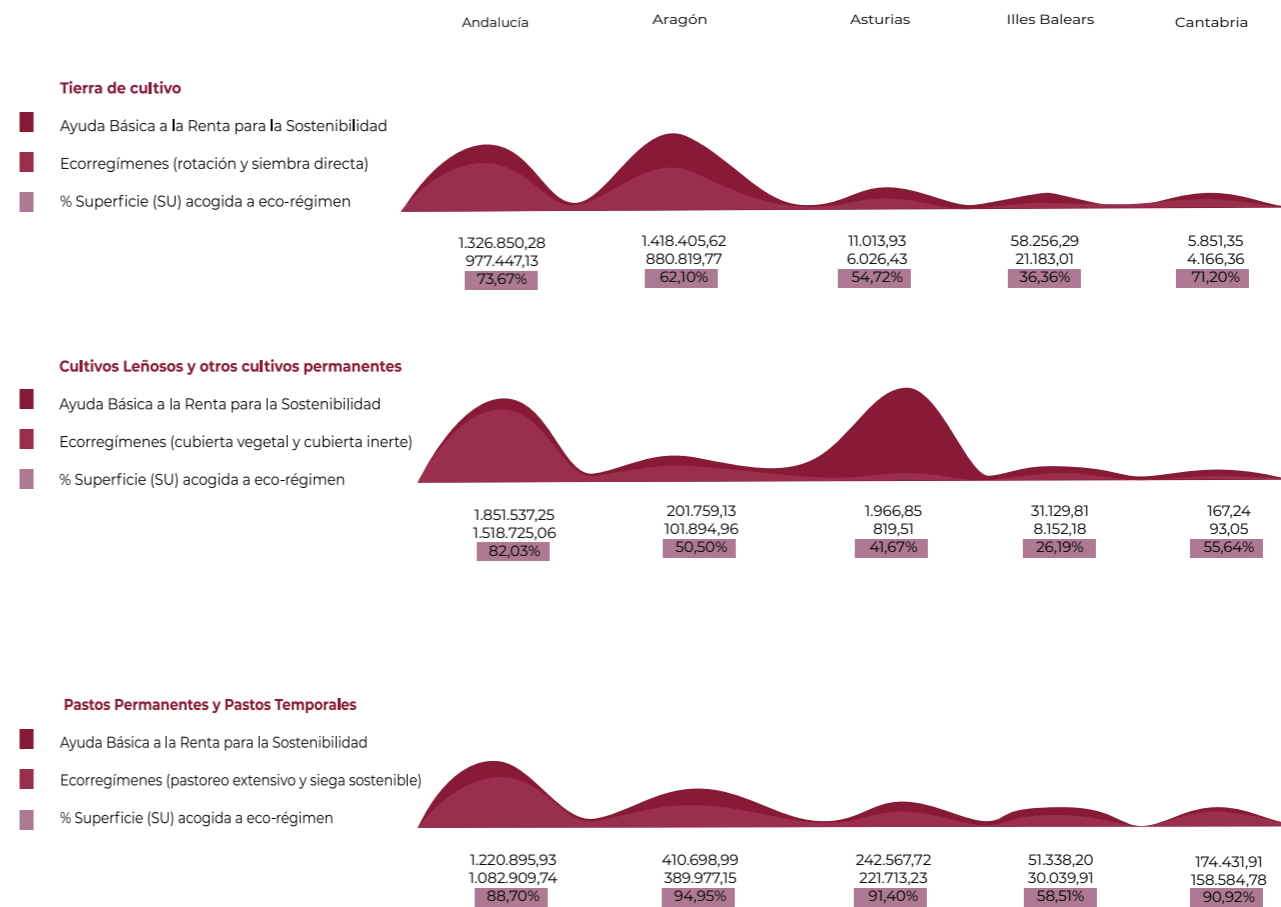 Andalucía Aragón Asturias Illes Balears Cantabria
Tierra de cultivo
Ayuda Básica a la Renta para la Sostenibilidad
Ecorregímenes (rotación y siembra directa)
% Superficie (SU) acogida a eco-régimen
1.326.850,28 1.418.405,62 11.013,93 58.256,29 5.851,35
977.447,13 880.819,77 6.026,43 21.183,01 4.166,36
73,67% 62,10% 54,72% 36,36% 71,20%
Cultivos Leñosos y otros cultivos permanentes
Ayuda Básica a la Renta para la Sostenibilidad
Ecorregímenes (cubierta vegetal y cubierta inerte)
% Superficie (SU) acogida a eco-régimen
1.851.537,25 201.759,13 1.966,85 31.129,81 167,24
1.518.725,06 101.894,96 819,51 8.152,18 93,05
82,03% 50,50% 41,67% 26,19% 55,64%
Pastos Permanentes y Pastos Temporales
Ayuda Básica a la Renta para la Sostenibilidad
Ecorregímenes (pastoreo extensivo y siega sostenible)
% Superficie (SU) acogida a eco-régimen
1.220.895,93 410.698,99 242.567,72 51.338,20 174.431,91
1.082.909,74 389.977,15 221.713,23 30.039,91 158.584,78
88,70% 94,95% 91,40% 58,51% 90,92%